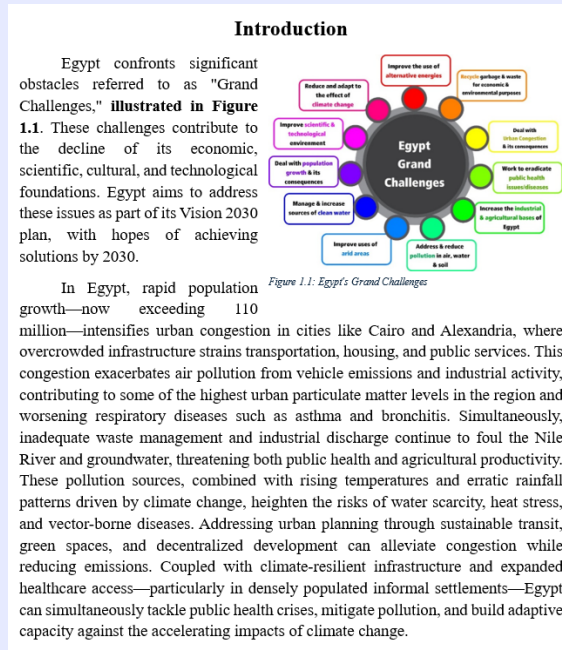 Introduction
Egypt confronts significant
obstacles referred to as "Grand
Challenges," illustrated in Figure
1.1. These challenges contribute to
the decline of its economic,
scientific, cultural, and technological
foundations. Egypt aims to address
these issues as part of its Vision 2030
plan, with hopes of achieving
solutions by 2030.
Improve the use of
alternative energies
Recycle garbage & waste
for economic &
environmental purposes
Deal with
Urban Congestion
& its consequences
Work to eradicate
public health
issues/diseases
Increase the industrial
& agricultural bases of
Egypt
Address & reduce
pollution in air, water
& soil
Improve uses of
arid areas
Manage & increase
sources of clean water
Deal with population
growth & its
consequences
Improve scientific &
technological
environment
Reduce and adapt to
the effect of
climate change
Egypt
Grand
Challenges
Figure 1.1: Egypt's Grand Challenges
In Egypt, rapid population
growth—now exceeding 110
million—intensifies urban congestion in cities like Cairo and Alexandria, where
overcrowded infrastructure strains transportation, housing, and public services. This
congestion exacerbates air pollution from vehicle emissions and industrial activity,
contributing to some of the highest urban particulate matter levels in the region and
worsening respiratory diseases such as asthma and bronchitis. Simultaneously,
inadequate waste management and industrial discharge continue to foul the Nile
River and groundwater, threatening both public health and agricultural productivity.
These pollution sources, combined with rising temperatures and erratic rainfall
patterns driven by climate change, heighten the risks of water scarcity, heat stress,
and vector-borne diseases. Addressing urban planning through sustainable transit,
green spaces, and decentralized development can alleviate congestion while
reducing emissions. Coupled with climate-resilient infrastructure and expanded
healthcare access—particularly in densely populated informal settlements—Egypt
can simultaneously tackle public health crises, mitigate pollution, and build adaptive
capacity against the accelerating impacts of climate change.